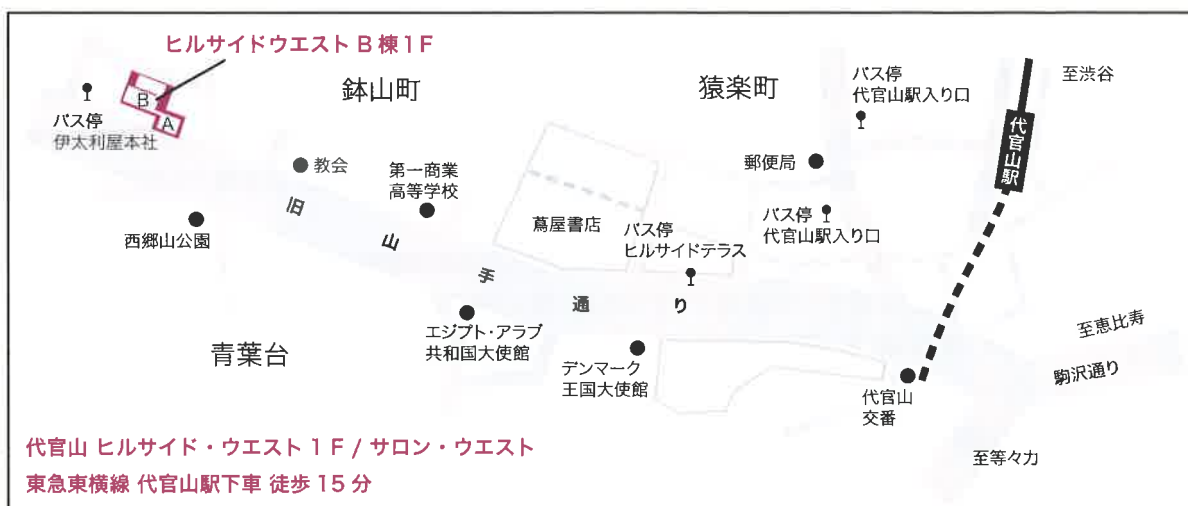 ヒルサイドウエスト B 棟 1F
B
A
バス停
伊太利屋本社
鉢山町
猿楽町
バス停
代官山駅入り口
至渋谷
代官山駅
教会
第一商業
高等学校
郵便局
西郷山公園
蔦屋書店
バス停
ヒルサイドテラス
バス停
代官山駅入り口
旧山手通り
エジプト・アラブ
共和国大使館
デンマーク
王国大使館
青葉台
至恵比寿
駒沢通り
代官山
交番
至等々力
代官山 ヒルサイド・ウエスト 1 F / サロン・ウエスト
東急東横線 代官山駅下車 徒歩 15 分